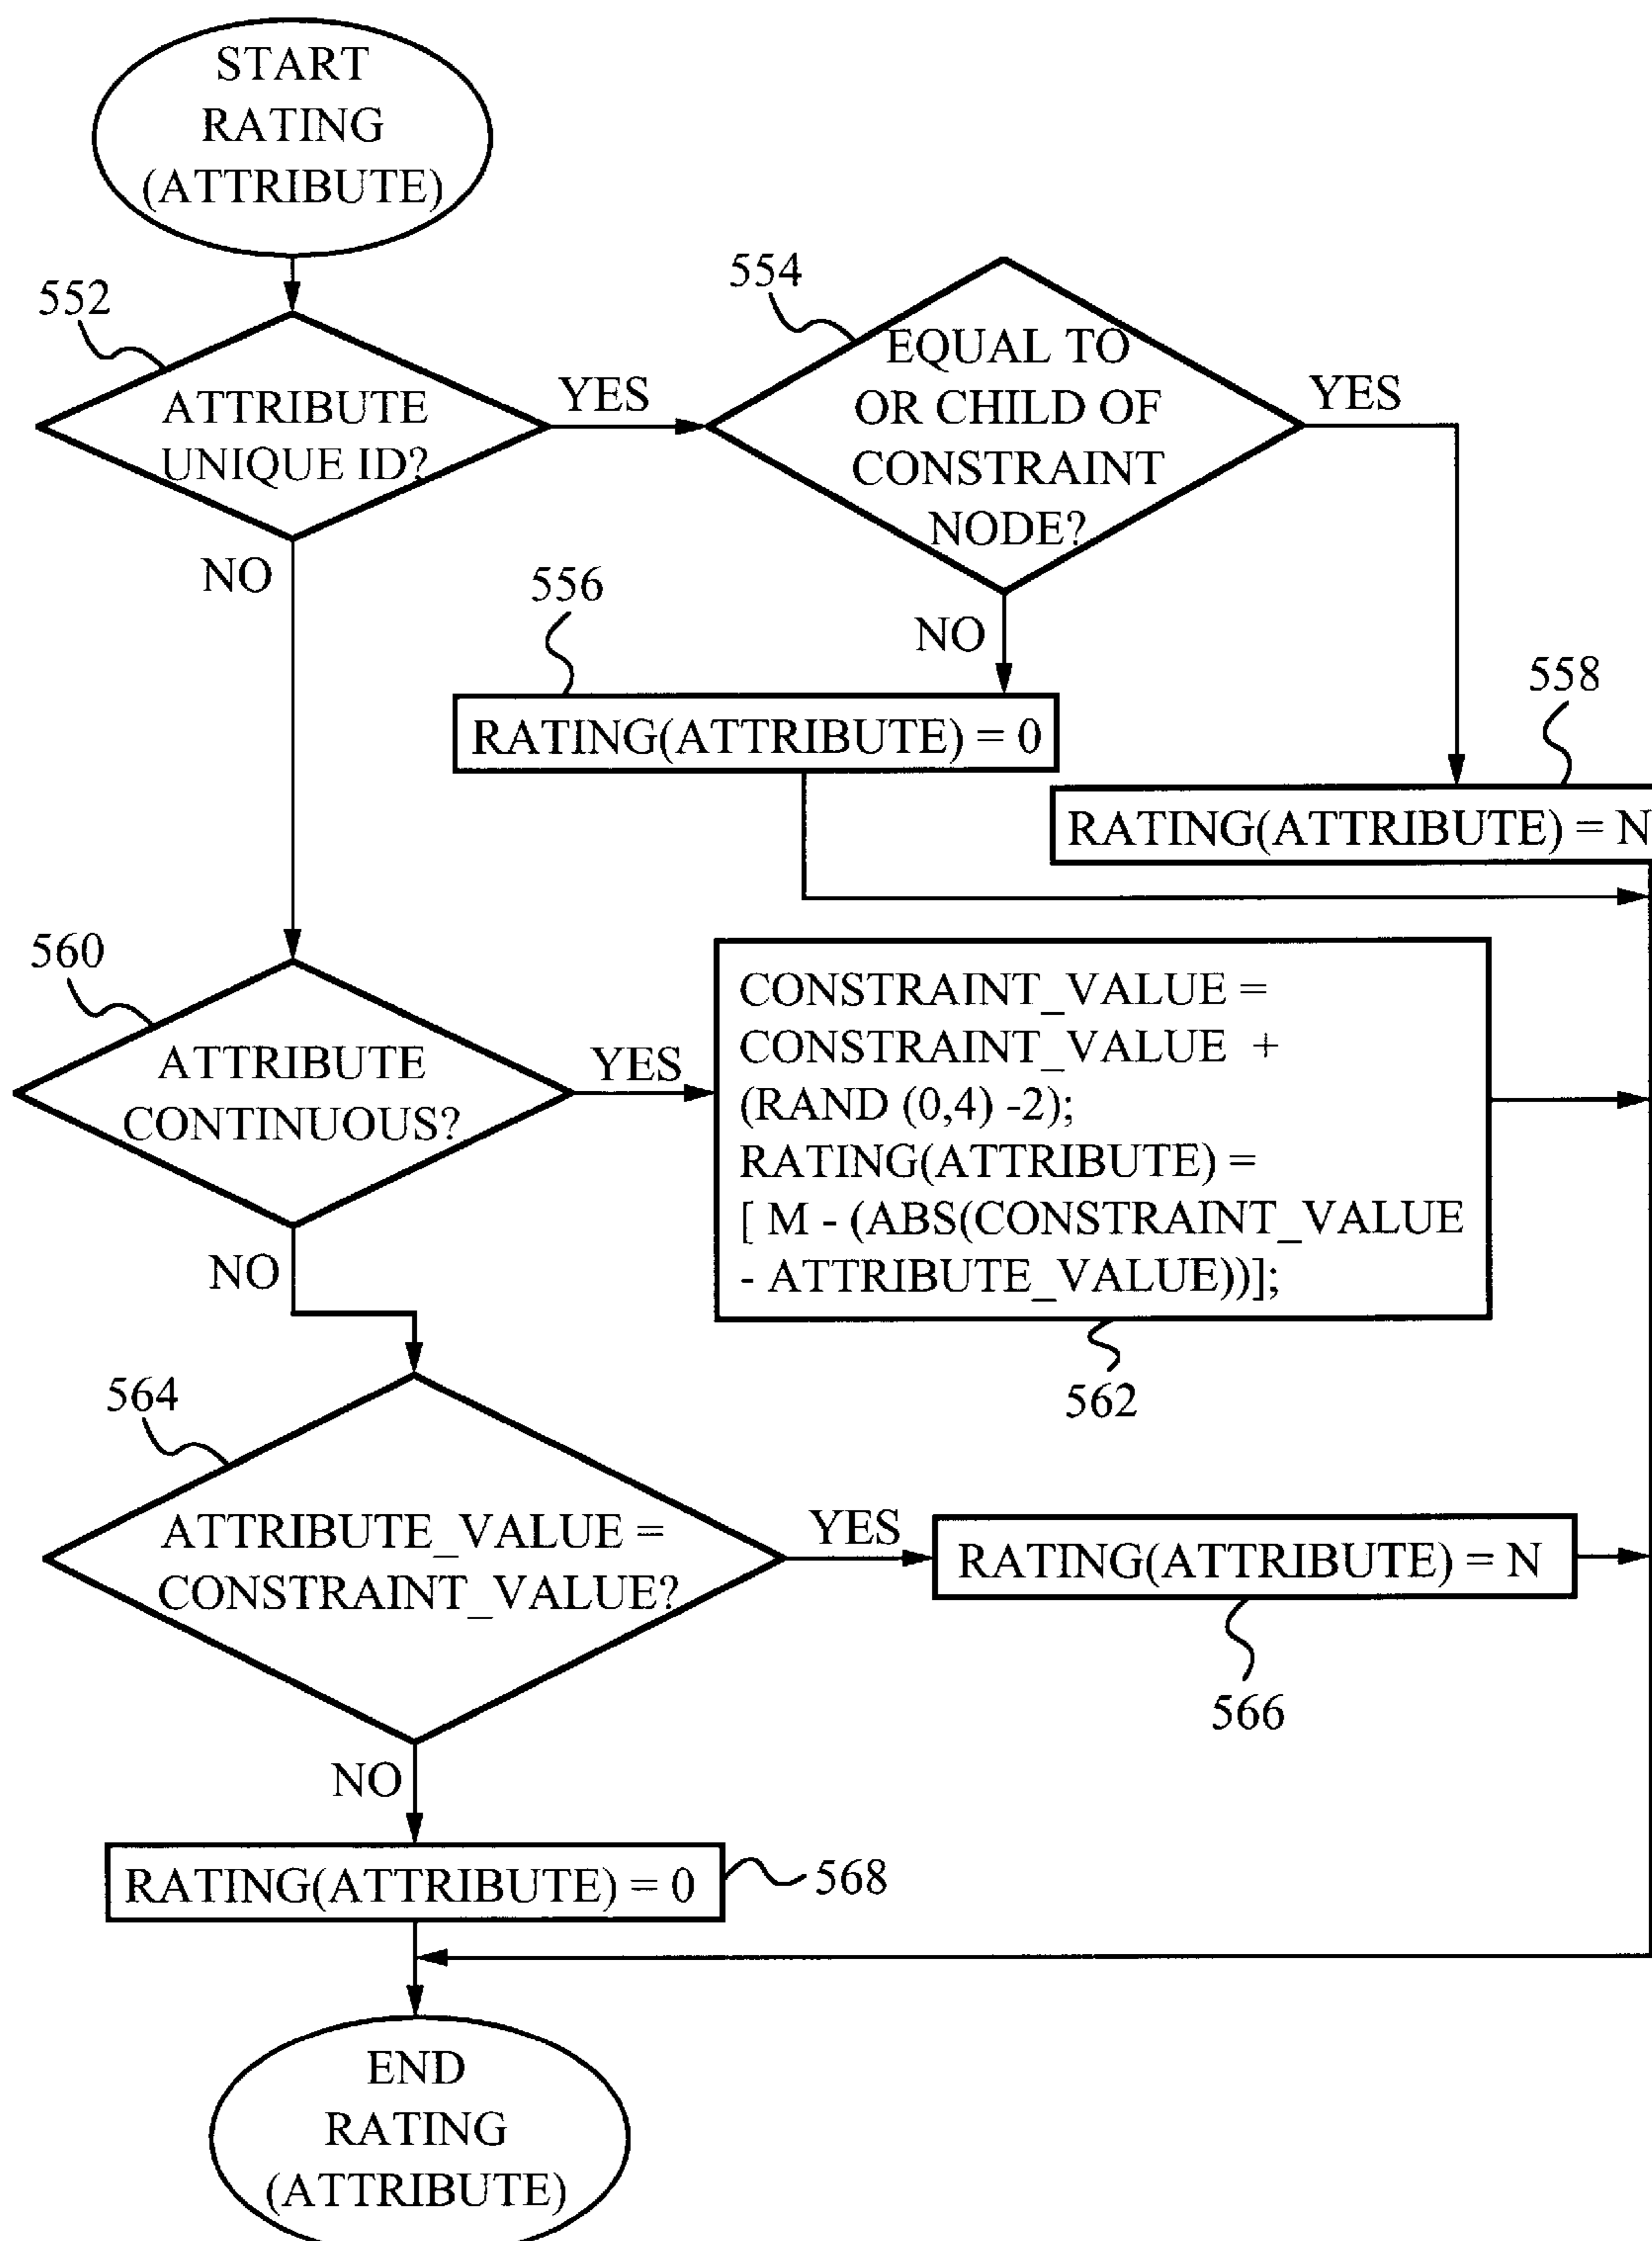 START
RATING
(ATTRIBUTE)
552
ATTRIBUTE
UNIQUE ID?
YES
NO
554
EQUAL TO
OR CHILD OF
CONSTRAINT
NODE?
YES
NO
556
RATING(ATTRIBUTE) = 0
558
RATING(ATTRIBUTE) = N
560
ATTRIBUTE
CONTINUOUS?
YES
NO
CONSTRAINT_VALUE =
CONSTRAINT_VALUE +
(RAND (0,4) -2);
RATING(ATTRIBUTE) =
[ M - (ABS(CONSTRAINT_VALUE
- ATTRIBUTE_VALUE))];
562
564
ATTRIBUTE_VALUE =
CONSTRAINT_VALUE?
YES
NO
RATING(ATTRIBUTE) = N
566
RATING(ATTRIBUTE) = 0
568
END
RATING
(ATTRIBUTE)